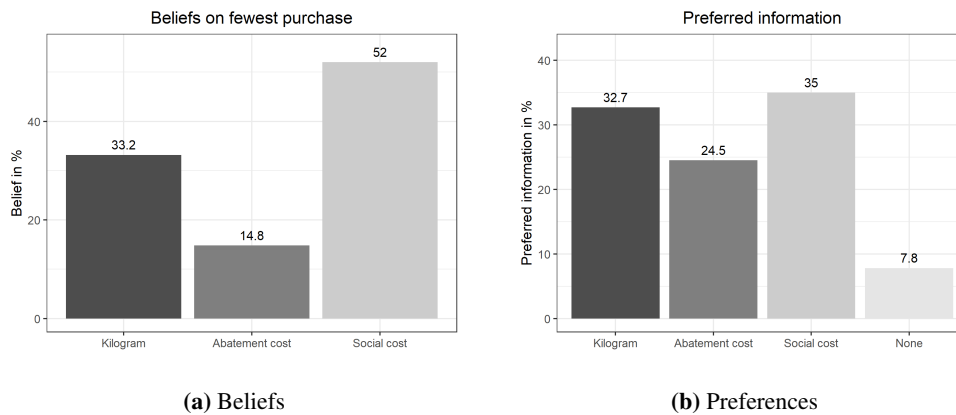 Beliefs on fewest purchase
Belief in %
40
20
0
33.2
14.8
52
Kilogram Abatement cost Social cost
(a) Beliefs
Preferred information
Preferred information in %
40
30
20
10
0
32.7
24.5
35
7.8
Kilogram Abatement cost Social cost None
(b) Preferences